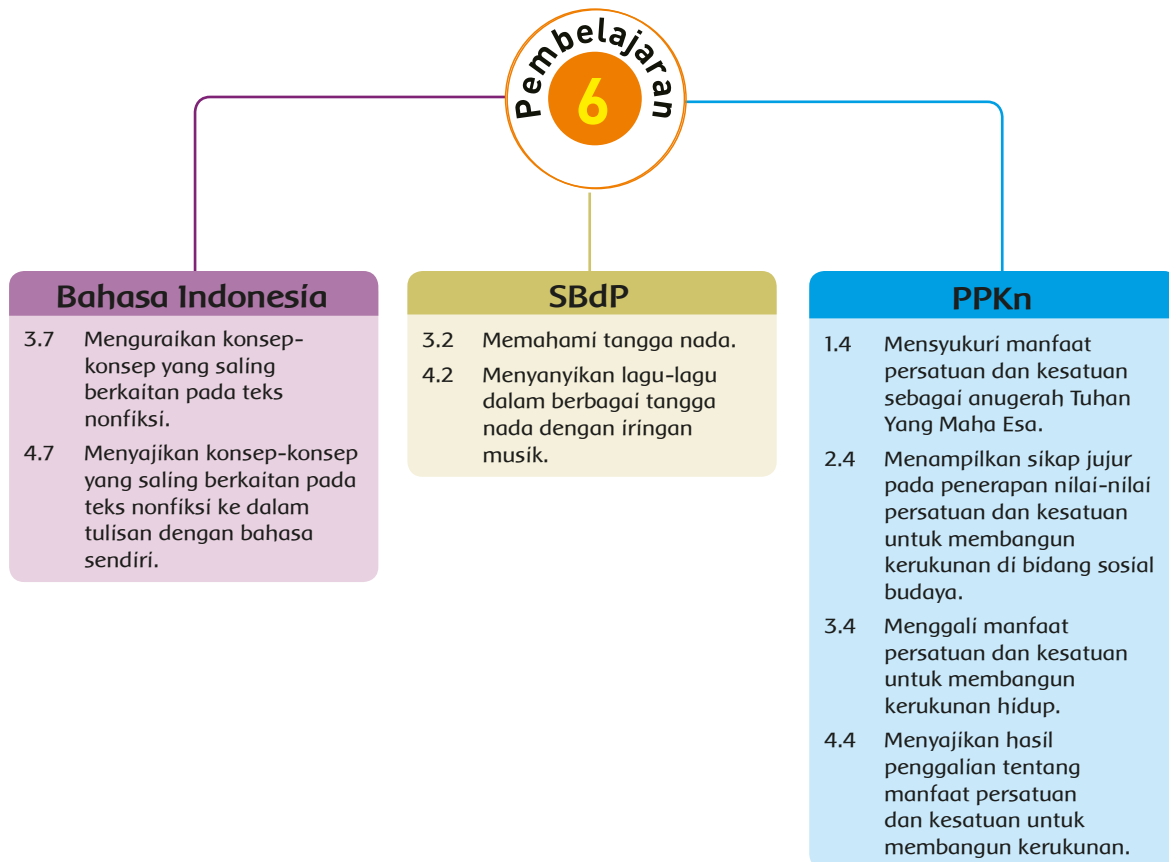 Pembelajaran
6
Bahasa Indonesia
3.7 Menguraikan konsep-
konsep yang saling
berkaitan pada teks
nonfiksi.
4.7 Menyajikan konsep-konsep
yang saling berkaitan pada
teks nonfiksi ke dalam
tulisan dengan bahasa
sendiri.
SBdP
3.2 Memahami tangga nada.
4.2 Menyanyikan lagu-lagu
dalam berbagai tangga
nada dengan iringan
musik.
PPKn
1.4 Mensyukuri manfaat
persatuan dan kesatuan
sebagai anugerah Tuhan
Yang Maha Esa.
2.4 Menampilkan sikap jujur
pada penerapan nilai-nilai
persatuan dan kesatuan
untuk membangun
kerukunan di bidang sosial
budaya.
3.4 Menggali manfaat
persatuan dan kesatuan
untuk membangun
kerukunan hidup.
4.4 Menyajikan hasil
penggalian tentang
manfaat persatuan
dan kesatuan untuk
membangun kerukunan.